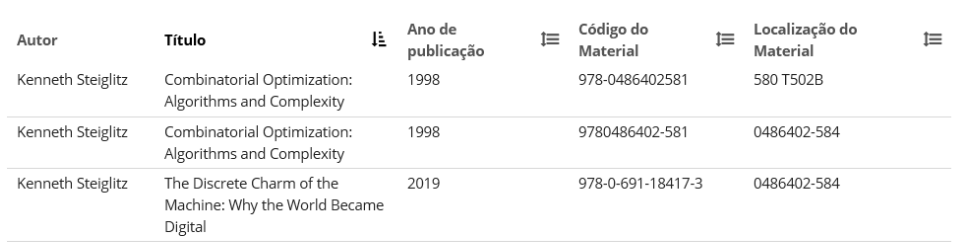 Autor Título Ano de publicação Código do Material Localização do Material
Kenneth Steiglitz Combinatorial Optimization: Algorithms and Complexity 1998 978-0486402581 580 T502B
Kenneth Steiglitz Combinatorial Optimization: Algorithms and Complexity 1998 9780486402-581 0486402-584
Kenneth Steiglitz The Discrete Charm of the Machine: Why the World Became Digital 2019 978-0-691-18417-3 0486402-584